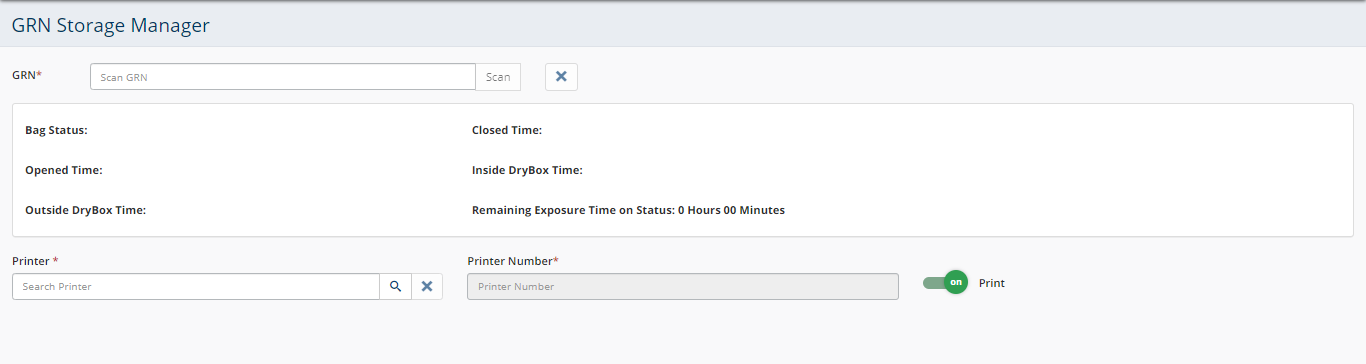 GRN Storage Manager
GRN*
Scan GRN
Scan
Bag Status:
Closed Time:
Opened Time:
Inside DryBox Time:
Outside DryBox Time:
Remaining Exposure Time on Status: 0 Hours 00 Minutes
Printer *
Printer Number*
Search Printer
Printer Number
on
Print